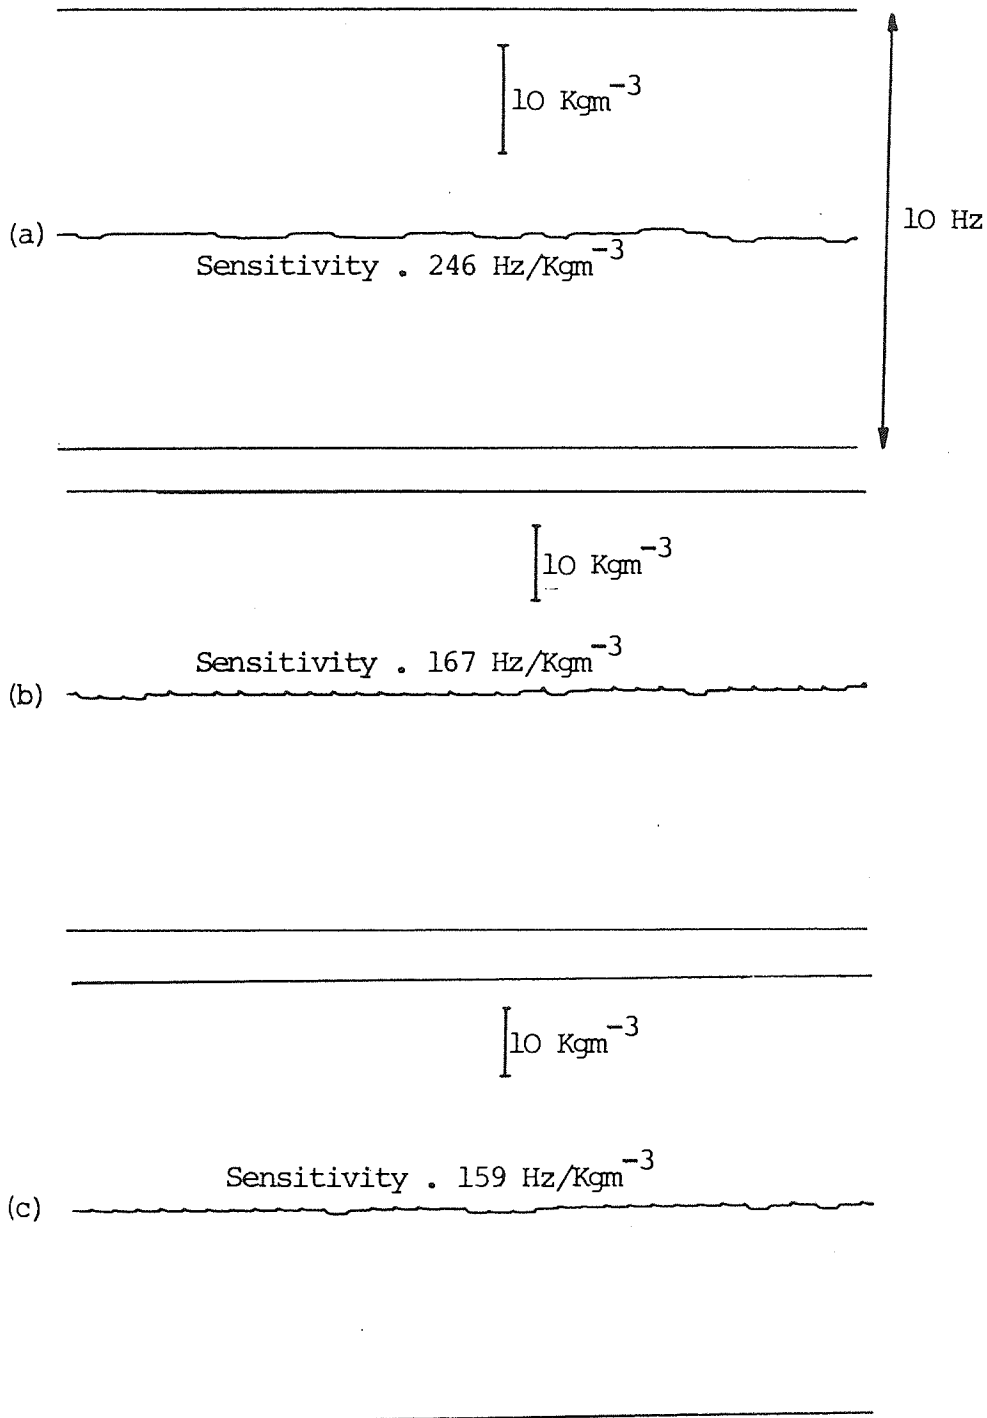 10 Kgm⁻³
10 Hz
(a)
Sensitivity . 246 Hz/Kgm⁻³
10 Kgm⁻³
Sensitivity . 167 Hz/Kgm⁻³
(b)
10 Kgm⁻³
Sensitivity . 159 Hz/Kgm⁻³
(c)